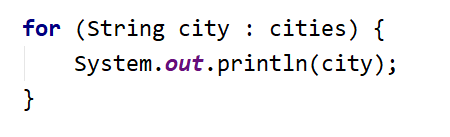 for (String city : cities) {
    System.out.println(city);
}